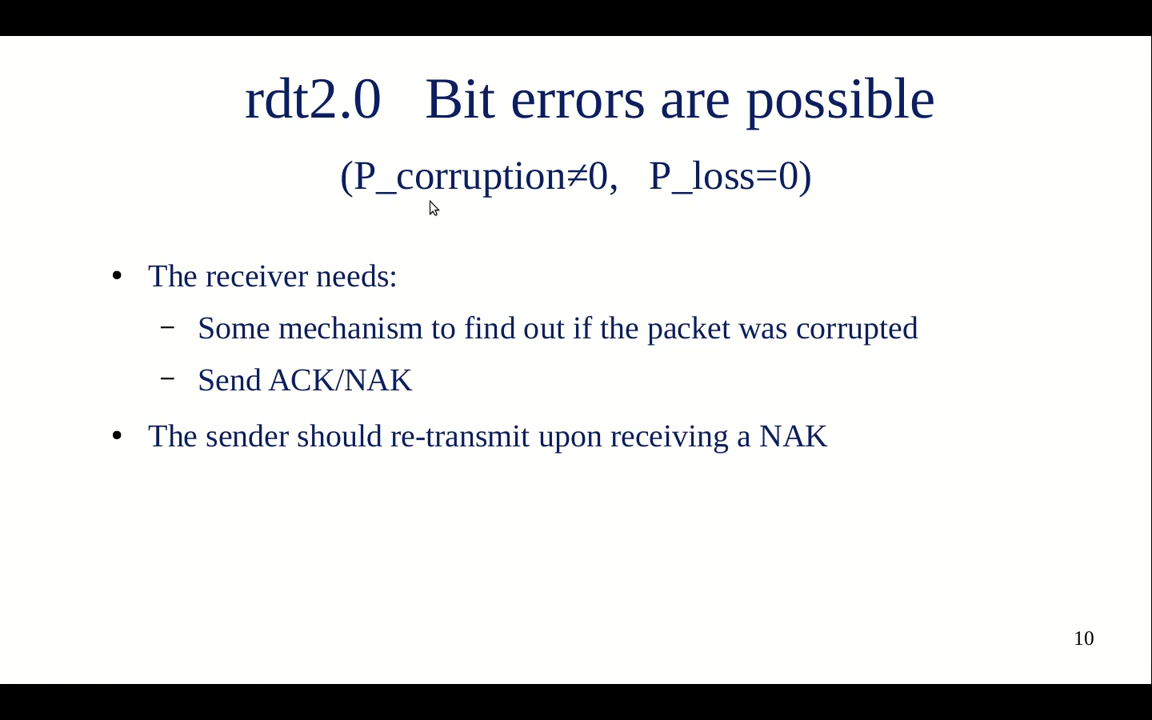 rdt2.0 Bit errors are possible
(P_corruption≠0, P_loss=0)
• The receiver needs:
– Some mechanism to find out if the packet was corrupted
– Send ACK/NAK
• The sender should re-transmit upon receiving a NAK
10